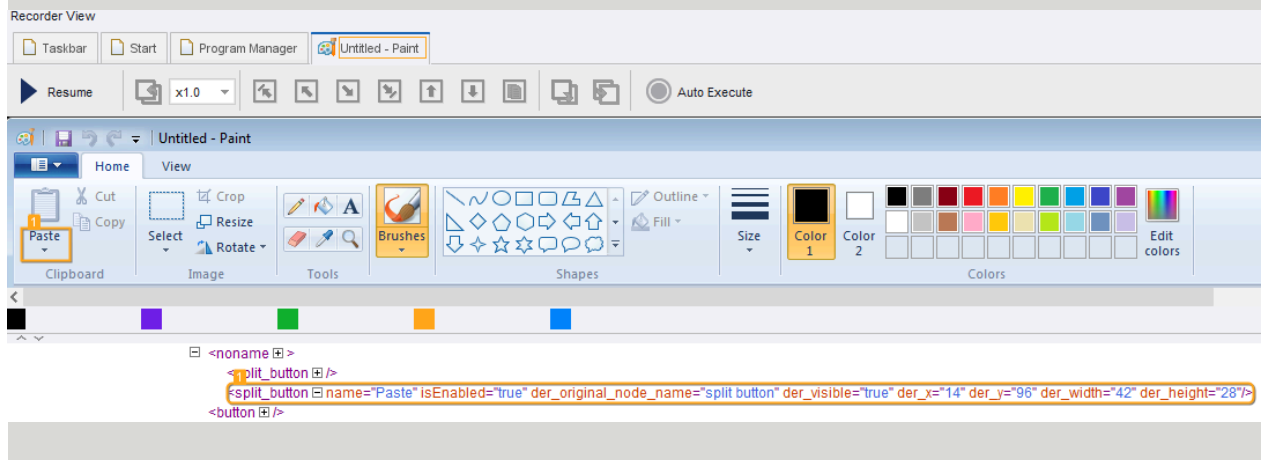 Recorder View
Taskbar Start Program Manager Untitled - Paint
Resume x1.0 Auto Execute
Untitled - Paint
Home View
Cut Crop A Outline
1 Copy Resize Fill
Paste Select Rotate Brushes Size Color 1 Color 2 Edit colors
Clipboard Image Tools Shapes Colors
<noname >
<split_button />
1
<split_button name="Paste" isEnabled="true" der_original_node_name="split button" der_visible="true" der_x="14" der_y="96" der_width="42" der_height="28"/>
<button />